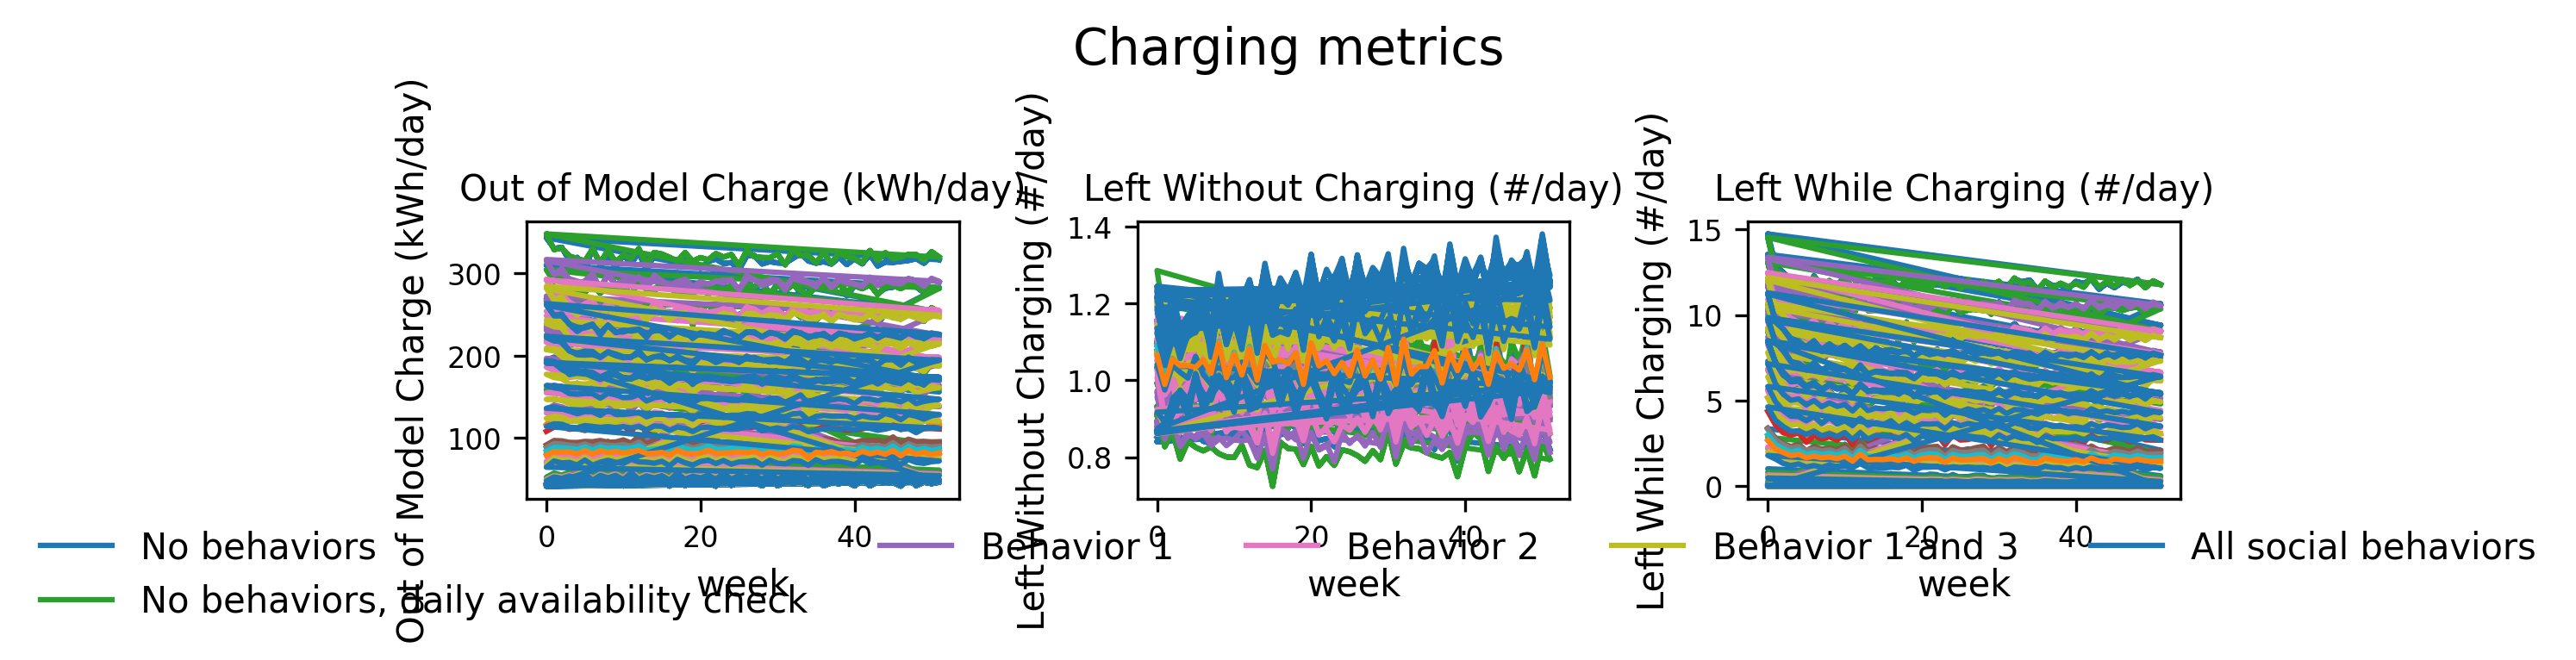 Charging metrics
Out of Model Charge (kWh/day)
Left Without Charging (#/day)
Left While Charging (#/day)
Out of Model Charge (kWh/day)
300
200
100
0 20 40
week
Left Without Charging (#/day)
1.4
1.2
1.0
0.8
0 20 40
week
Left While Charging (#/day)
15
10
5
0
0 20 40
week
No behaviors
No behaviors, daily availability check
Behavior 1
Behavior 2
Behavior 1 and 3
All social behaviors